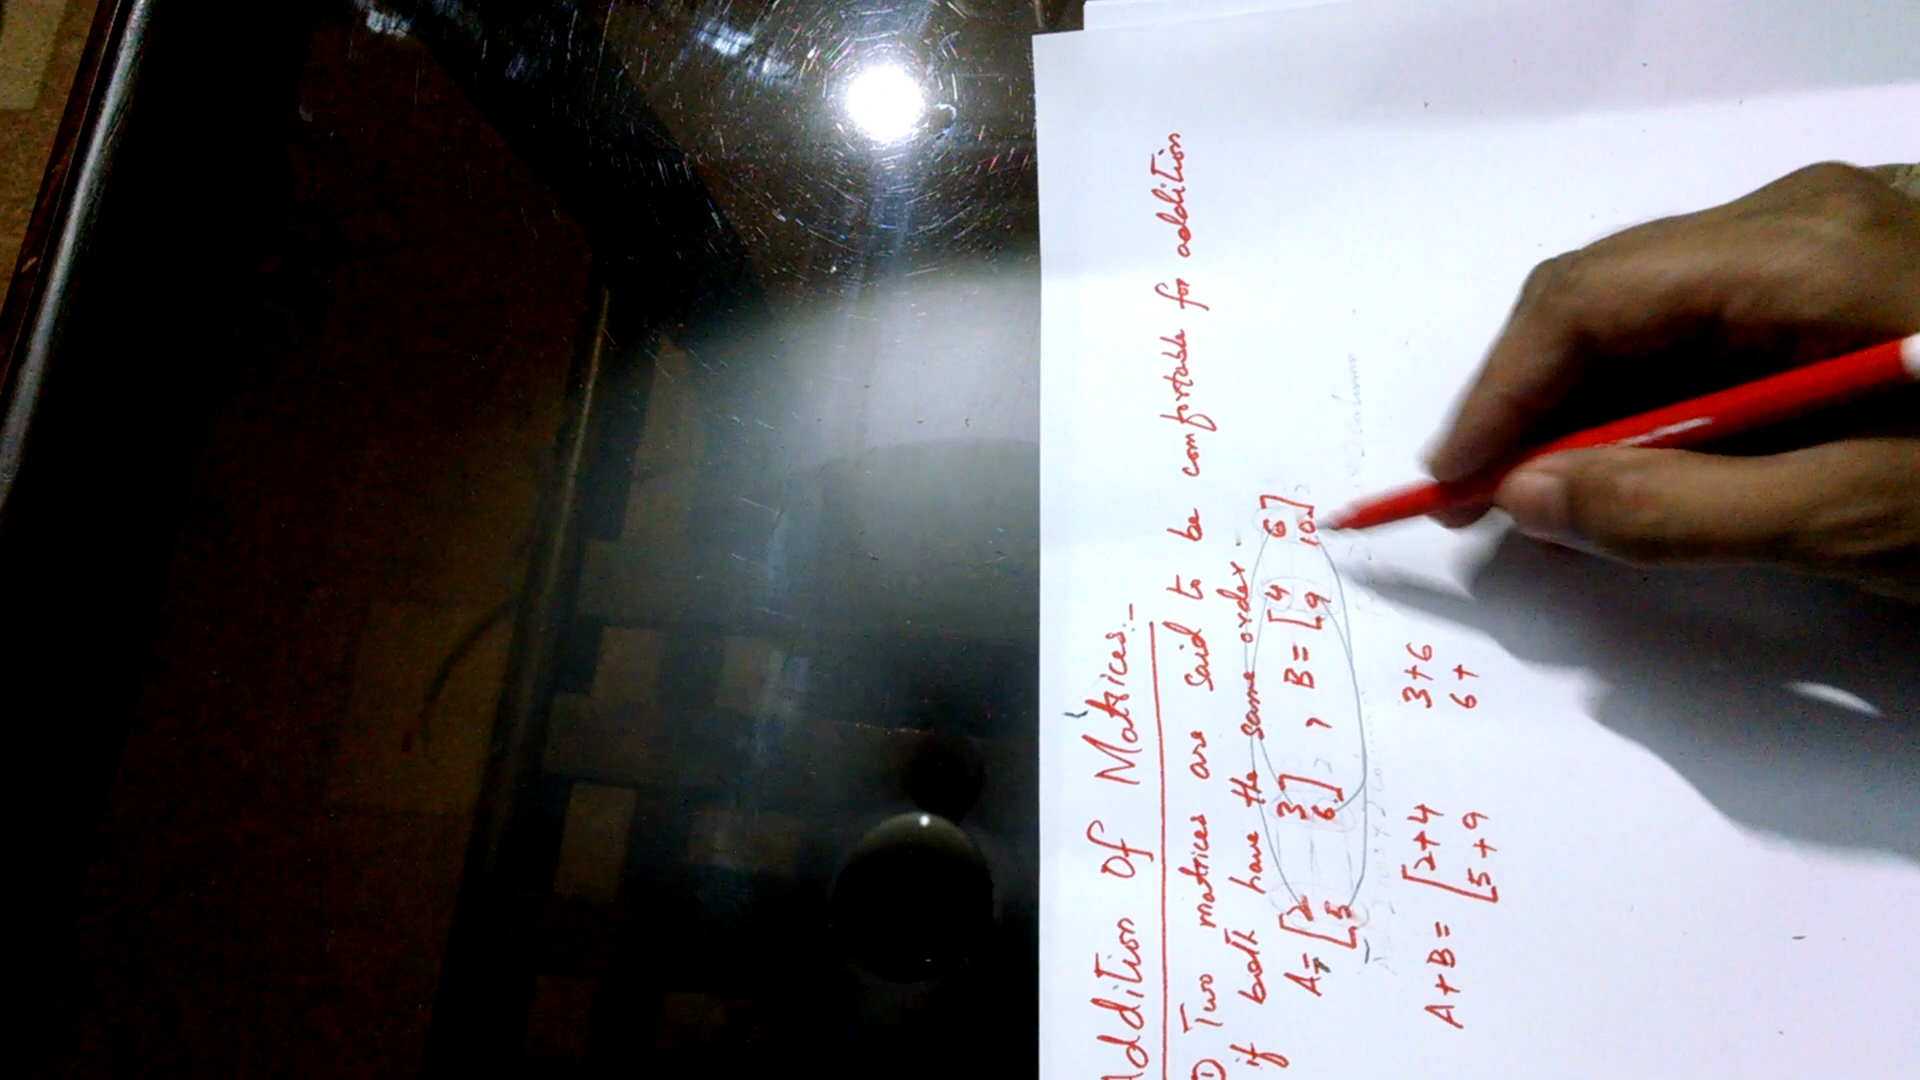 Addition of Matrices:-
① Two matrices are said to be comfortable for addition
if both have the same order.
A = [2 3 , B = [4 6]
5 6] [9 10]
A+B = [2+4 3+6
[5+9 6+